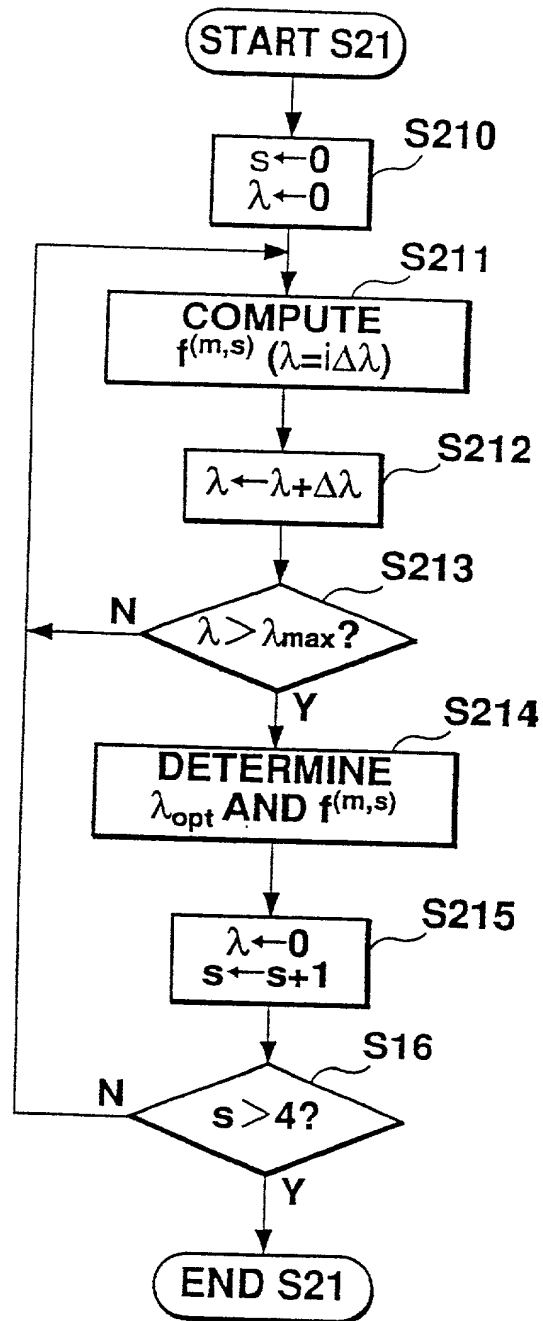 START S21
S210
s←0
λ←0
S211
COMPUTE
f(m,s) (λ=iΔλ)
S212
λ←λ+Δλ
S213
N
λ>λmax?
Y
S214
DETERMINE
λopt AND f(m,s)
S215
λ←0
s←s+1
S16
N
s>4?
Y
END S21